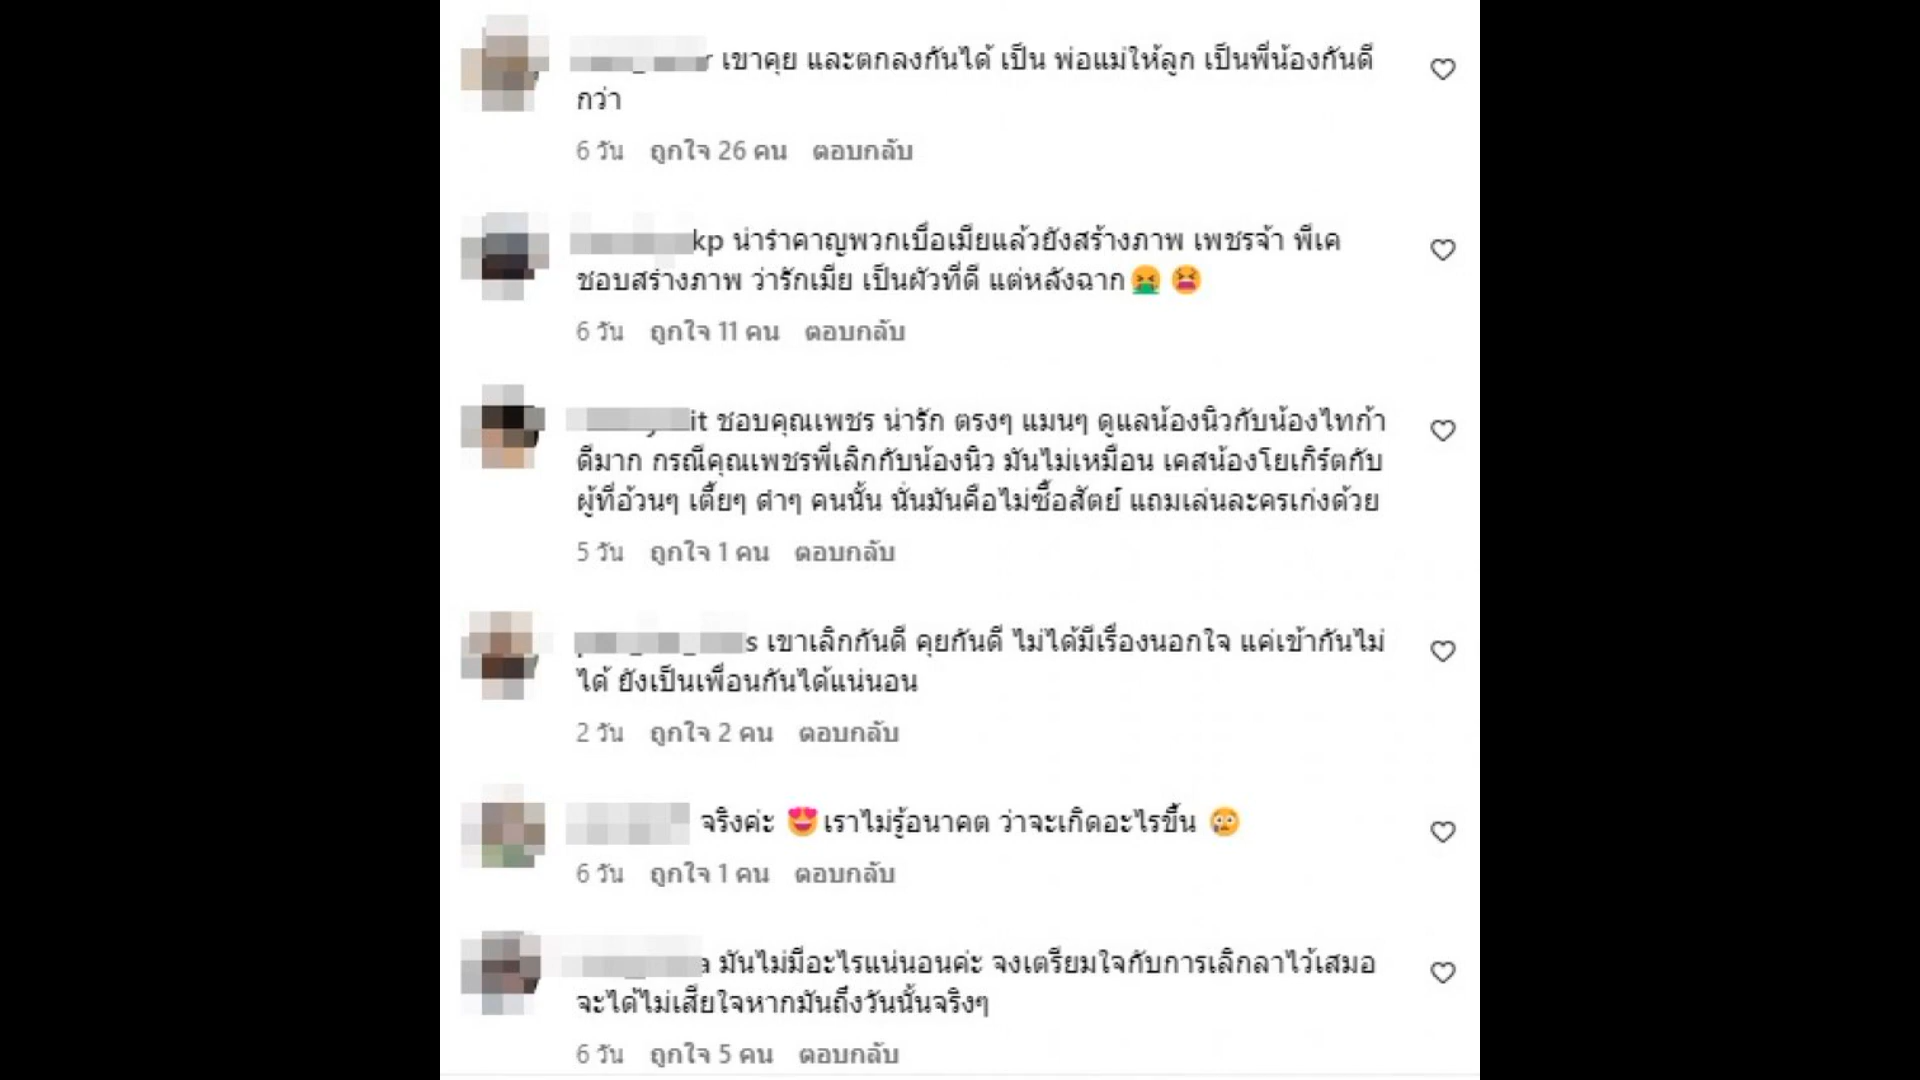 เขาคุย และตกลงกันได้ เป็น พ่อแม่ให้ลูก เป็นพี่น้องกันดี
กว่า
6 วัน ถูกใจ 26 คน ตอบกลับ
kp น่ารำคาญพวกเบื่อเมียแล้วยังสร้างภาพ เพชรจ้า พีเค
ชอบสร่างภาพ ว่ารักเมีย เป็นผัวที่ดี แต่หลังฉาก🤮 😫
6 วัน ถูกใจ 11 คน ตอบกลับ
it ชอบคุณเพชร น่ารัก ตรงๆ แมนๆ ดูแลน้องนิวกับน้องไทก้า
ดีมาก กรณีคุณเพชรพี่เลิกกับน้องนิว มันไม่เหมือน เคสน้องโยเกิร์ตกับ
ผู้ที่อ้วนๆ เตี้ยๆ ดำๆ คนนั้น นั่นมันคือไม่ซื้อสัตย์ แถมเล่นละครเก่งด้วย
5 วัน ถูกใจ 1 คน ตอบกลับ
s เขาเลิกกันดี คุยกันดี ไม่ได้มีเรื่องนอกใจ แค่เข้ากันไม่
ได้ ยังเป็นเพื่อนกันได้แน่นอน
2 วัน ถูกใจ 2 คน ตอบกลับ
จริงค่ะ 😍เราไม่รู้อนาคต ว่าจะเกิดอะไรขึ้น 😢
6 วัน ถูกใจ 1 คน ตอบกลับ
a มันไม่มีอะไรแน่นอนค่ะ จงเตรียมใจกับการเลิกลาไว้เสมอ
จะได้ไม่เสียใจหากมันถึงวันนั้นจริงๆ
6 วัน ถูกใจ 5 คน ตอบกลับ